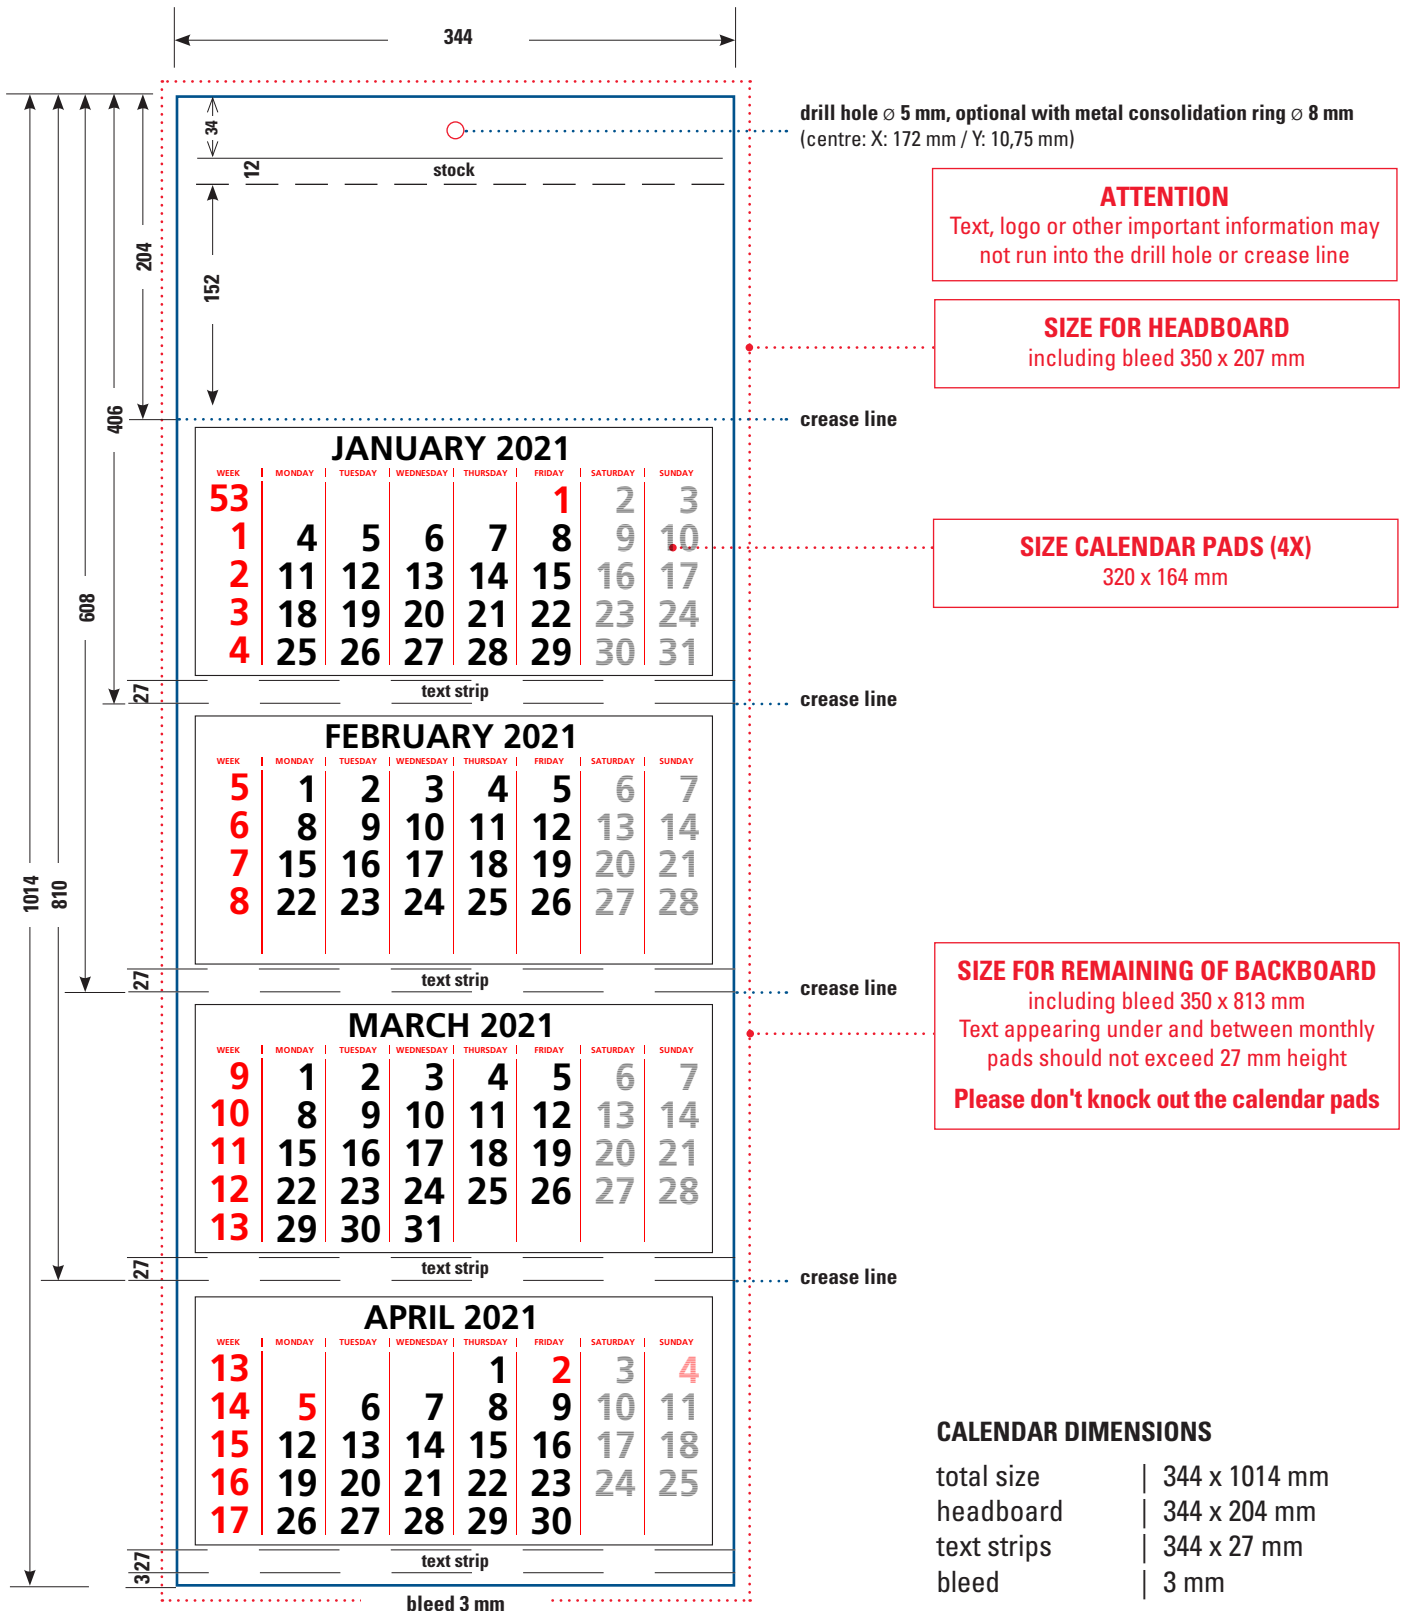 344
drill hole ø 5 mm, optional with metal consolidation ring ø 8 mm
(centre: X: 172 mm / Y: 10,75 mm)
34
12
stock
152
204
406
608
810
1014
ATTENTION
Text, logo or other important information may
not run into the drill hole or crease line
SIZE FOR HEADBOARD
including bleed 350 x 207 mm
crease line
JANUARY 2021
WEEK MONDAY TUESDAY WEDNESDAY THURSDAY FRIDAY SATURDAY SUNDAY
53 1 2 3
1 4 5 6 7 8 9 10
2 11 12 13 14 15 16 17
3 18 19 20 21 22 23 24
4 25 26 27 28 29 30 31
SIZE CALENDAR PADS (4X)
320 x 164 mm
27
text strip
crease line
FEBRUARY 2021
WEEK MONDAY TUESDAY WEDNESDAY THURSDAY FRIDAY SATURDAY SUNDAY
5 1 2 3 4 5 6 7
6 8 9 10 11 12 13 14
7 15 16 17 18 19 20 21
8 22 23 24 25 26 27 28
27
text strip
crease line
SIZE FOR REMAINING OF BACKBOARD
including bleed 350 x 813 mm
Text appearing under and between monthly
pads should not exceed 27 mm height
Please don't knock out the calendar pads
MARCH 2021
WEEK MONDAY TUESDAY WEDNESDAY THURSDAY FRIDAY SATURDAY SUNDAY
9 1 2 3 4 5 6 7
10 8 9 10 11 12 13 14
11 15 16 17 18 19 20 21
12 22 23 24 25 26 27 28
13 29 30 31
27
text strip
crease line
APRIL 2021
WEEK MONDAY TUESDAY WEDNESDAY THURSDAY FRIDAY SATURDAY SUNDAY
13 1 2 3 4
14 5 6 7 8 9 10 11
15 12 13 14 15 16 17 18
16 19 20 21 22 23 24 25
17 26 27 28 29 30
27
text strip
3
bleed 3 mm
CALENDAR DIMENSIONS
total size | 344 x 1014 mm
headboard | 344 x 204 mm
text strips | 344 x 27 mm
bleed | 3 mm